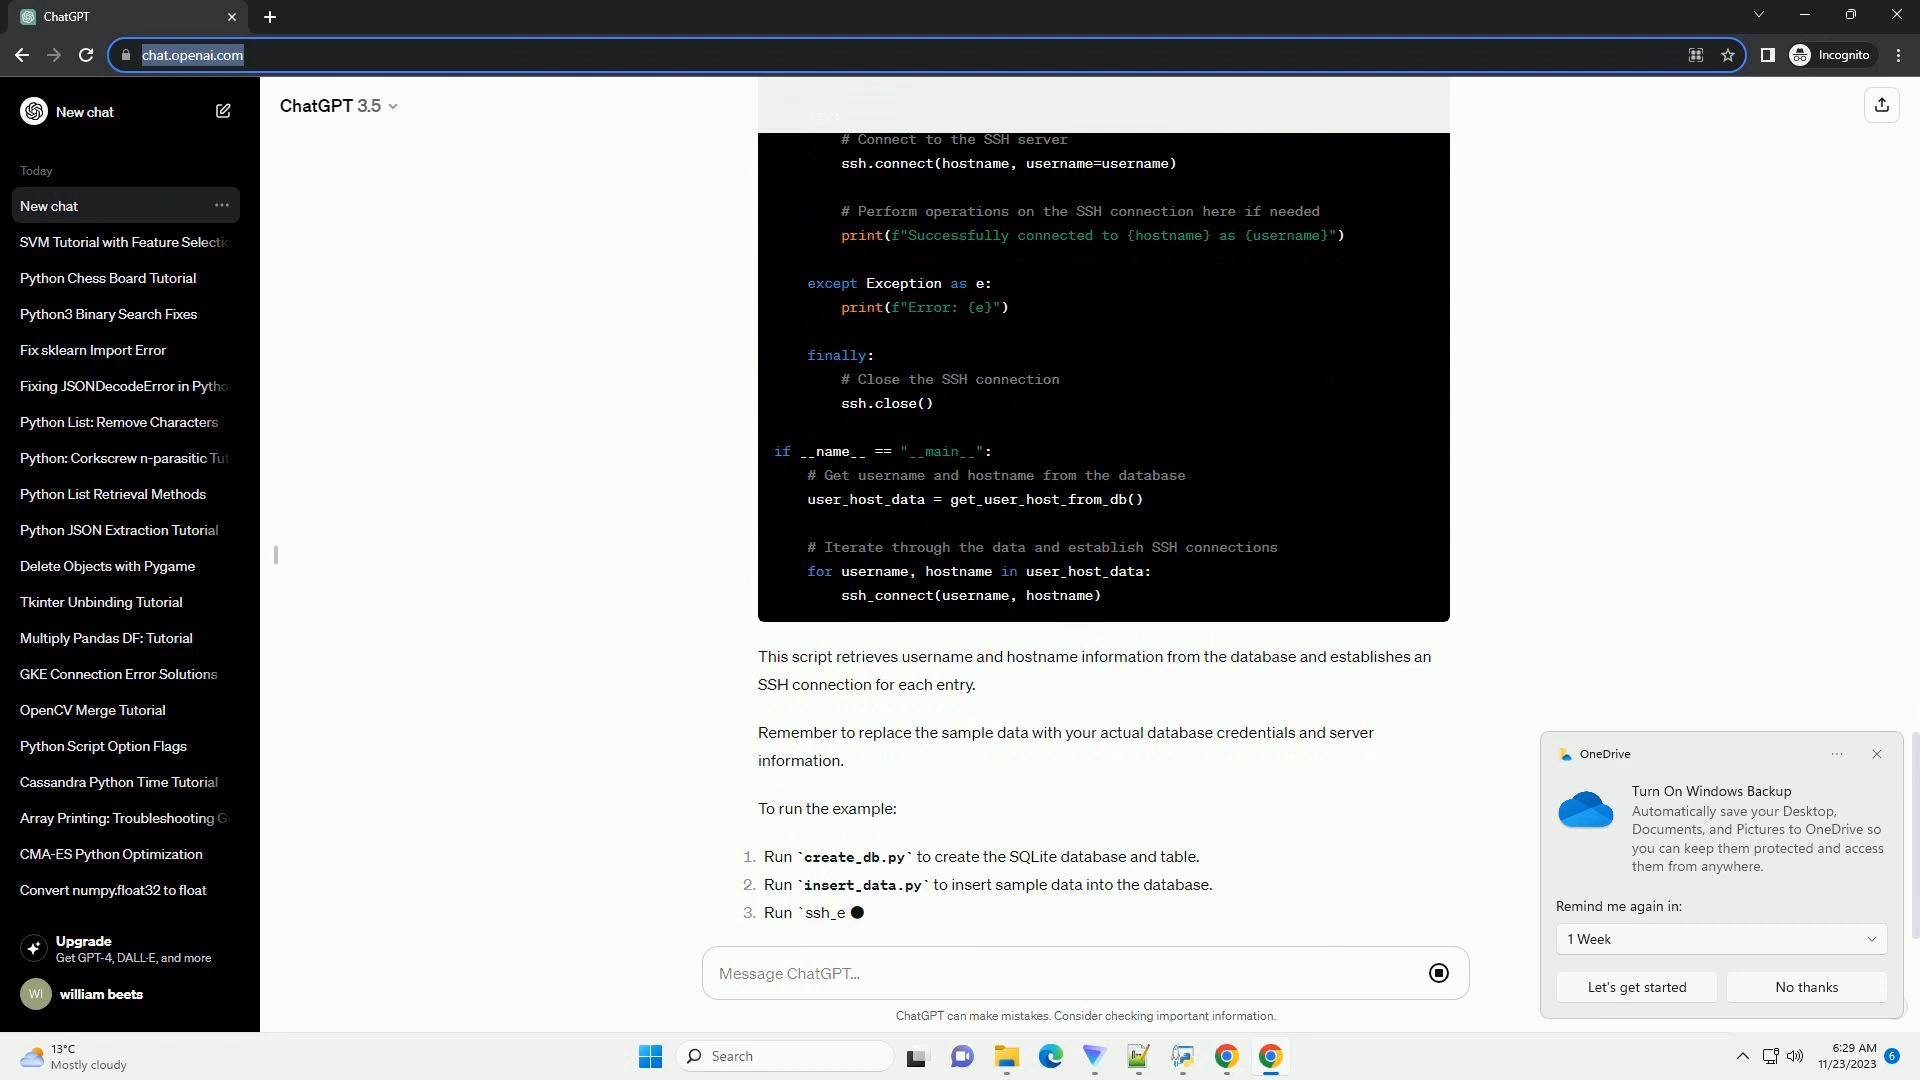 ChatGPT
chat.openai.com
Incognito
New chat
Today
New chat
SVM Tutorial with Feature Selectio
Python Chess Board Tutorial
Python3 Binary Search Fixes
Fix sklearn Import Error
Fixing JSONDecodeError in Pytho
Python List: Remove Characters
Python: Corkscrew n-parasitic Tut
Python List Retrieval Methods
Python JSON Extraction Tutorial
Delete Objects with Pygame
Tkinter Unbinding Tutorial
Multiply Pandas DF: Tutorial
GKE Connection Error Solutions
OpenCV Merge Tutorial
Python Script Option Flags
Cassandra Python Time Tutorial
Array Printing: Troubleshooting G
CMA-ES Python Optimization
Convert numpy.float32 to float
Upgrade
Get GPT-4, DALL·E, and more
WI
william beets
ChatGPT 3.5
# Connect to the SSH server
ssh.connect(hostname, username=username)
# Perform operations on the SSH connection here if needed
print(f"Successfully connected to {hostname} as {username}")
except Exception as e:
print(f"Error: {e}")
finally:
# Close the SSH connection
ssh.close()
if __name__ == "__main__":
# Get username and hostname from the database
user_host_data = get_user_host_from_db()
# Iterate through the data and establish SSH connections
for username, hostname in user_host_data:
ssh_connect(username, hostname)
This script retrieves username and hostname information from the database and establishes an
SSH connection for each entry.
Remember to replace the sample data with your actual database credentials and server
information.
To run the example:
1. Run `create_db.py` to create the SQLite database and table.
2. Run `insert_data.py` to insert sample data into the database.
3. Run `ssh_e
Message ChatGPT...
ChatGPT can make mistakes. Consider checking important information.
OneDrive
Turn On Windows Backup
Automatically save your Desktop,
Documents, and Pictures to OneDrive so
you can keep them protected and access
them from anywhere.
Remind me again in:
1 Week
Let's get started
No thanks
13°C
Mostly cloudy
Search
6:29 AM
11/23/2023
6